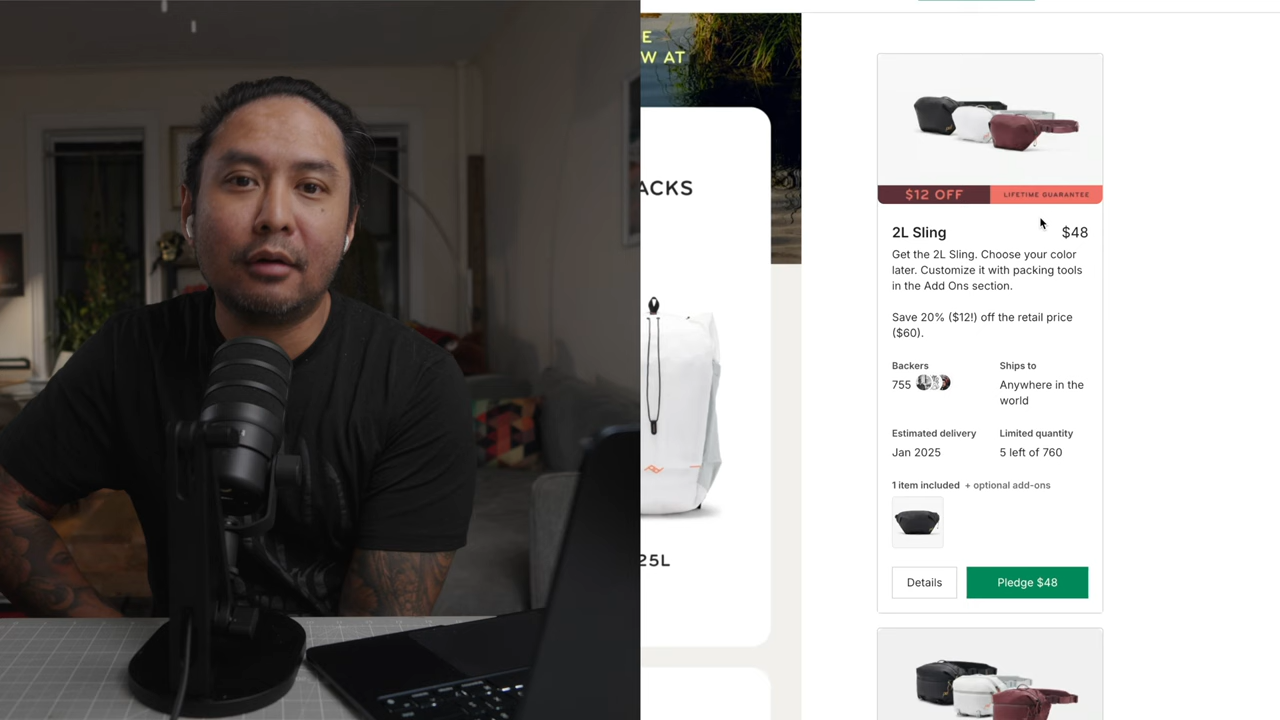 E
W AT
ACKS
25L
$12 OFF
LIFETIME GUARANTEE
2L Sling
$48
Get the 2L Sling. Choose your color
later. Customize it with packing tools
in the Add Ons section.
Save 20% ($12!) off the retail price
($60).
Backers
755
Ships to
Anywhere in the
world
Estimated delivery
Jan 2025
Limited quantity
5 left of 760
1 item included + optional add-ons
Details
Pledge $48